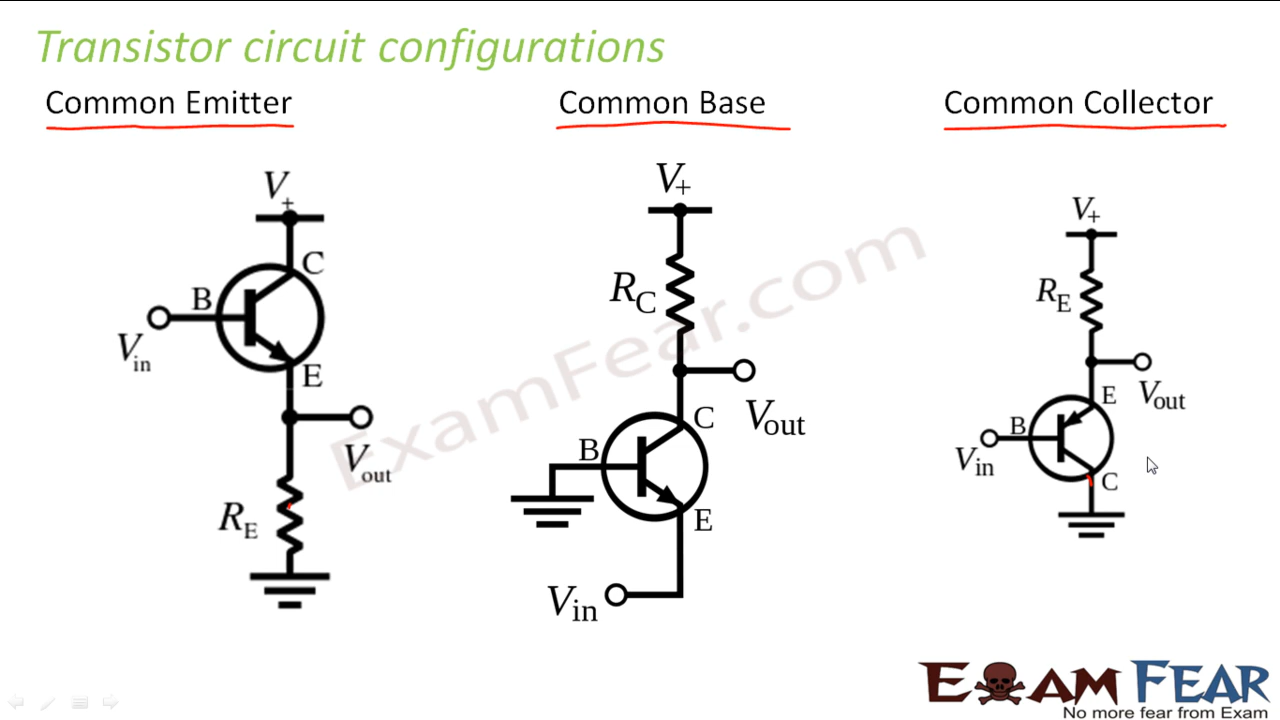 Transistor circuit configurations
Common Emitter
Common Base
Common Collector
V+
C
B
Vin
E
Vout
RE
V+
RC
C
Vout
B
E
Vin
V+
RE
E
Vout
B
Vin
C
ExamFear.com
EXAM FEAR
No more fear from Exam